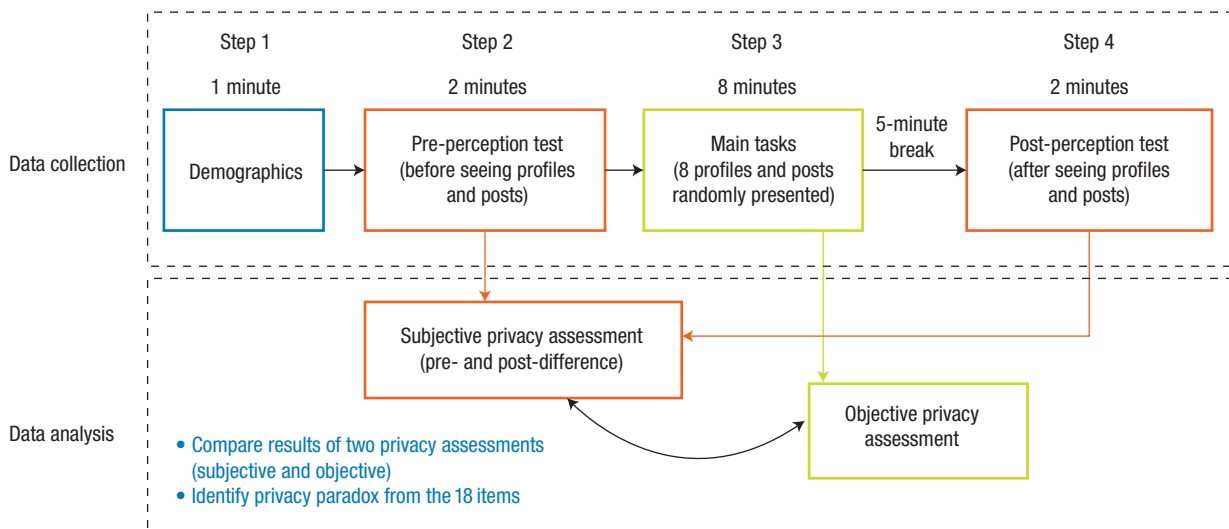 Step 1
Step 2
Step 3
Step 4
1 minute
2 minutes
8 minutes
2 minutes
5-minute
break
Data collection
Demographics
Pre-perception test
(before seeing profiles
and posts)
Main tasks
(8 profiles and posts
randomly presented)
Post-perception test
(after seeing profiles
and posts)
Subjective privacy assessment
(pre- and post-difference)
Objective privacy
assessment
Data analysis
• Compare results of two privacy assessments
(subjective and objective)
• Identify privacy paradox from the 18 items